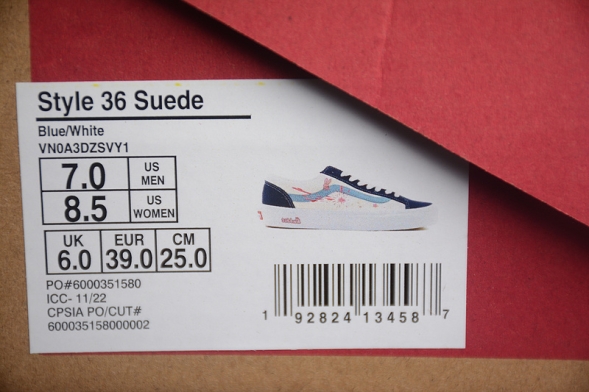 Style 36 Suede
Blue/White
VN0A3DZSVY1
7.0 US MEN
8.5 US WOMEN
UK EUR CM
6.0 39.0 25.0
PO#6000351580
ICC- 11/22
CPSIA PO/CUT#
600035158000002
1 92824 13458 7